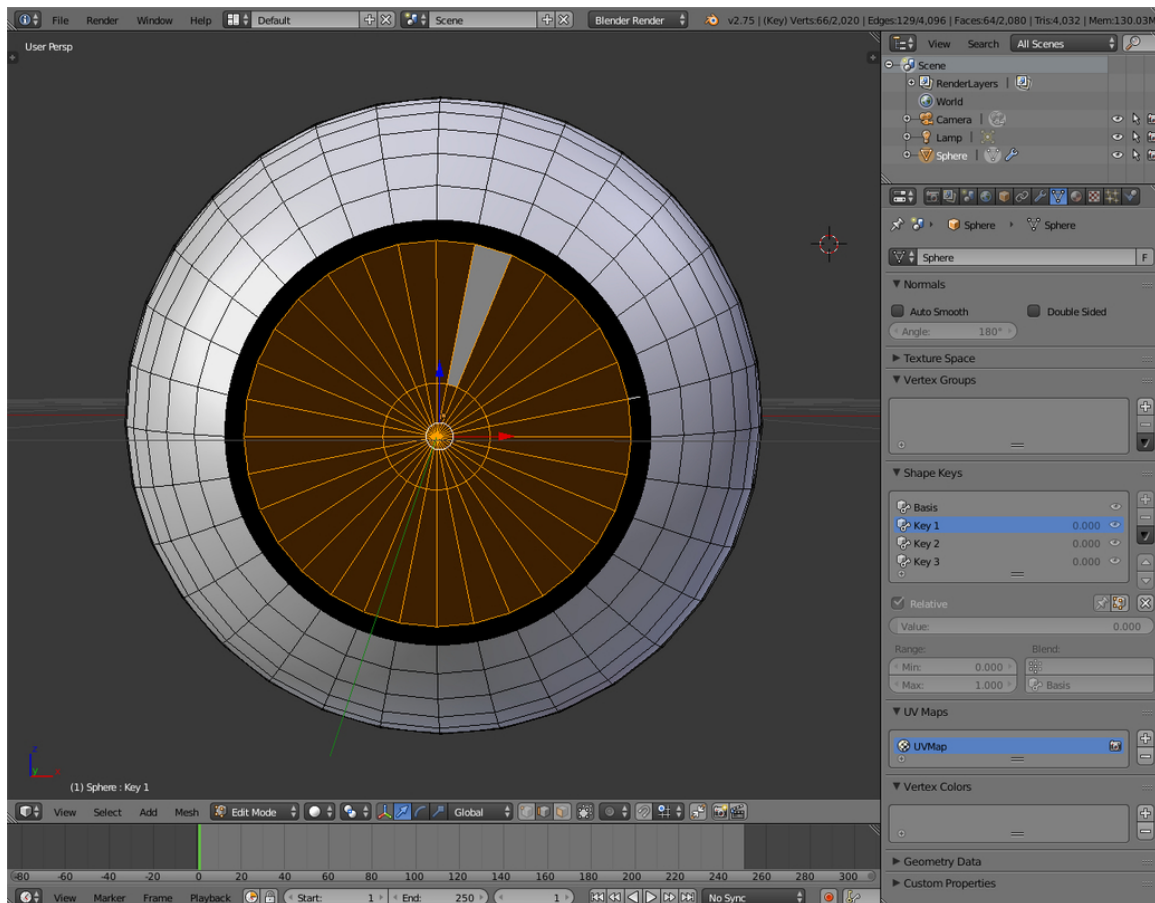 File Render Window Help Default Scene Blender Render v2.75 | (Key) Verts:66/2,020 | Edges:129/4,096 | Faces:64/2,080 | Tris:4,032 | Mem:130.03M
User Persp
View Search All Scenes
Scene
RenderLayers |
World
Camera |
Lamp |
Sphere |
Sphere Sphere
Sphere F
Normals
Auto Smooth Double Sided
Angle: 180°
Texture Space
Vertex Groups
Shape Keys
Basis
Key 1 0.000
Key 2 0.000
Key 3 0.000
Relative
Value: 0.000
Range: Blend:
Min: 0.000
Max: 1.000 Basis
UV Maps
UVMap
Vertex Colors
Geometry Data
Custom Properties
z
y x
(1) Sphere : Key 1
View Select Add Mesh Edit Mode Global
-80 -60 -40 -20 0 20 40 60 80 100 120 140 160 180 200 220 240 260 280 300
View Marker Frame Playback Start: 1 End: 250 1 No Sync